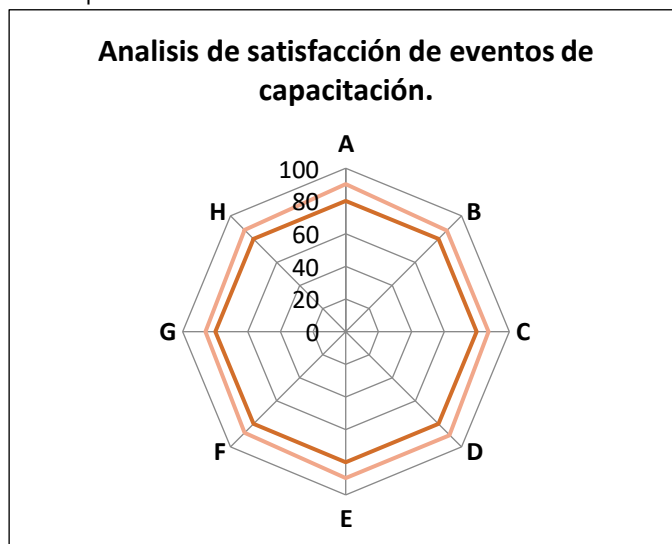 Analisis de satisfacción de eventos de
capacitación.
A
100
H
80
B
60
40
20
G
0
C
F
D
E